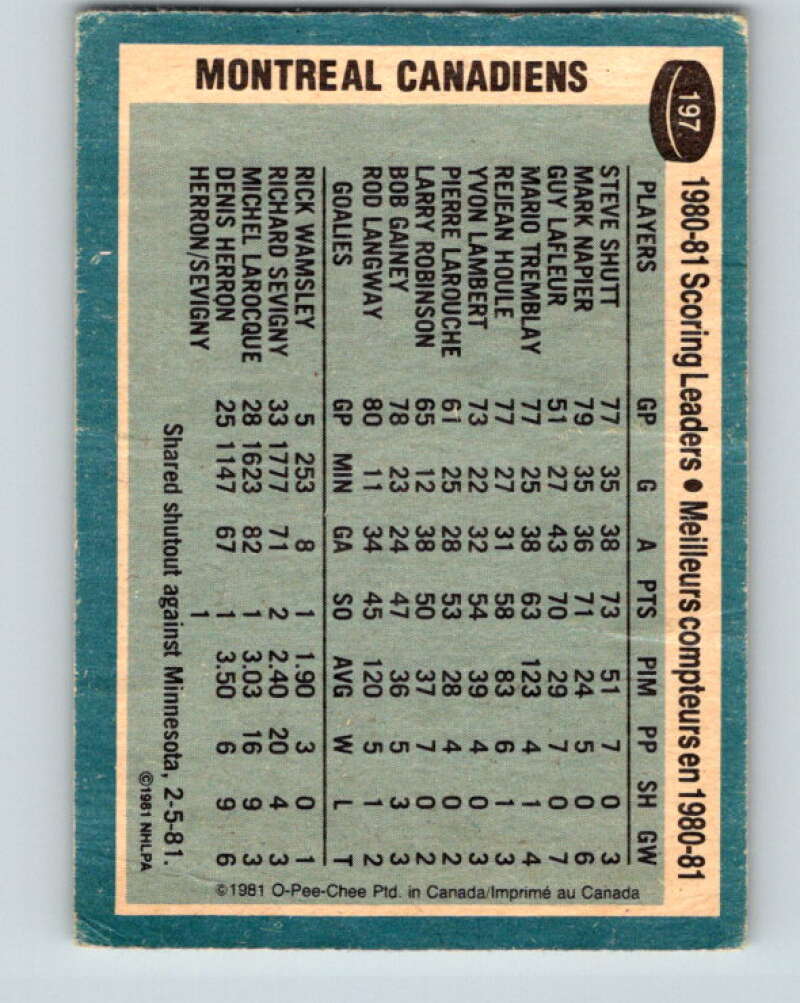 MONTREAL CANADIENS
197
1980-81 Scoring Leaders • Meilleurs compteurs en 1980-81
PLAYERS GP G A PTS PIM PP SH GW
STEVE SHUTT 77 35 38 73 51 7 0 3
MARK NAPIER 79 35 36 71 24 5 0 6
GUY LAFLEUR 51 27 43 70 29 7 0 7
MARIO TREMBLAY 77 25 38 63 123 4 1 4
REJEAN HOULE 77 27 31 58 83 6 1 3
YVON LAMBERT 73 22 32 54 39 4 0 3
PIERRE LAROUCHE 61 25 28 53 28 4 0 2
LARRY ROBINSON 65 12 38 50 37 7 0 2
BOB GAINEY 78 23 24 47 36 5 3 3
ROD LANGWAY 80 11 34 45 120 5 1 2
GOALIES GP MIN GA SO AVG W L T
RICK WAMSLEY 5 253 8 1 1.90 3 0 1
RICHARD SEVIGNY 33 1777 71 2 2.40 20 4 3
MICHEL LAROCQUE 28 1623 82 1 3.03 16 9 3
DENIS HERRON 25 1147 67 1 3.50 6 9 6
HERRON/SEVIGNY 1
Shared shutout against Minnesota, 2-5-81.
©1981 NHLPA
©1981 O-Pee-Chee Ptd. in Canada/Imprimé au Canada